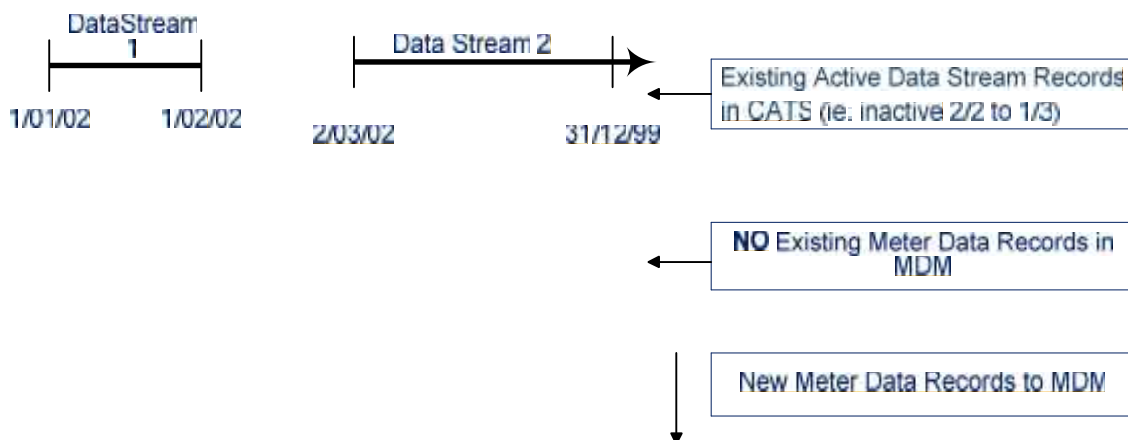 DataStream
1
Data Stream 2
1/01/02
1/02/02
2/03/02
31/12/99
Existing Active Data Stream Records
in CATS (ie: inactive 2/2 to 1/3)
NO Existing Meter Data Records in
MDM
New Meter Data Records to MDM